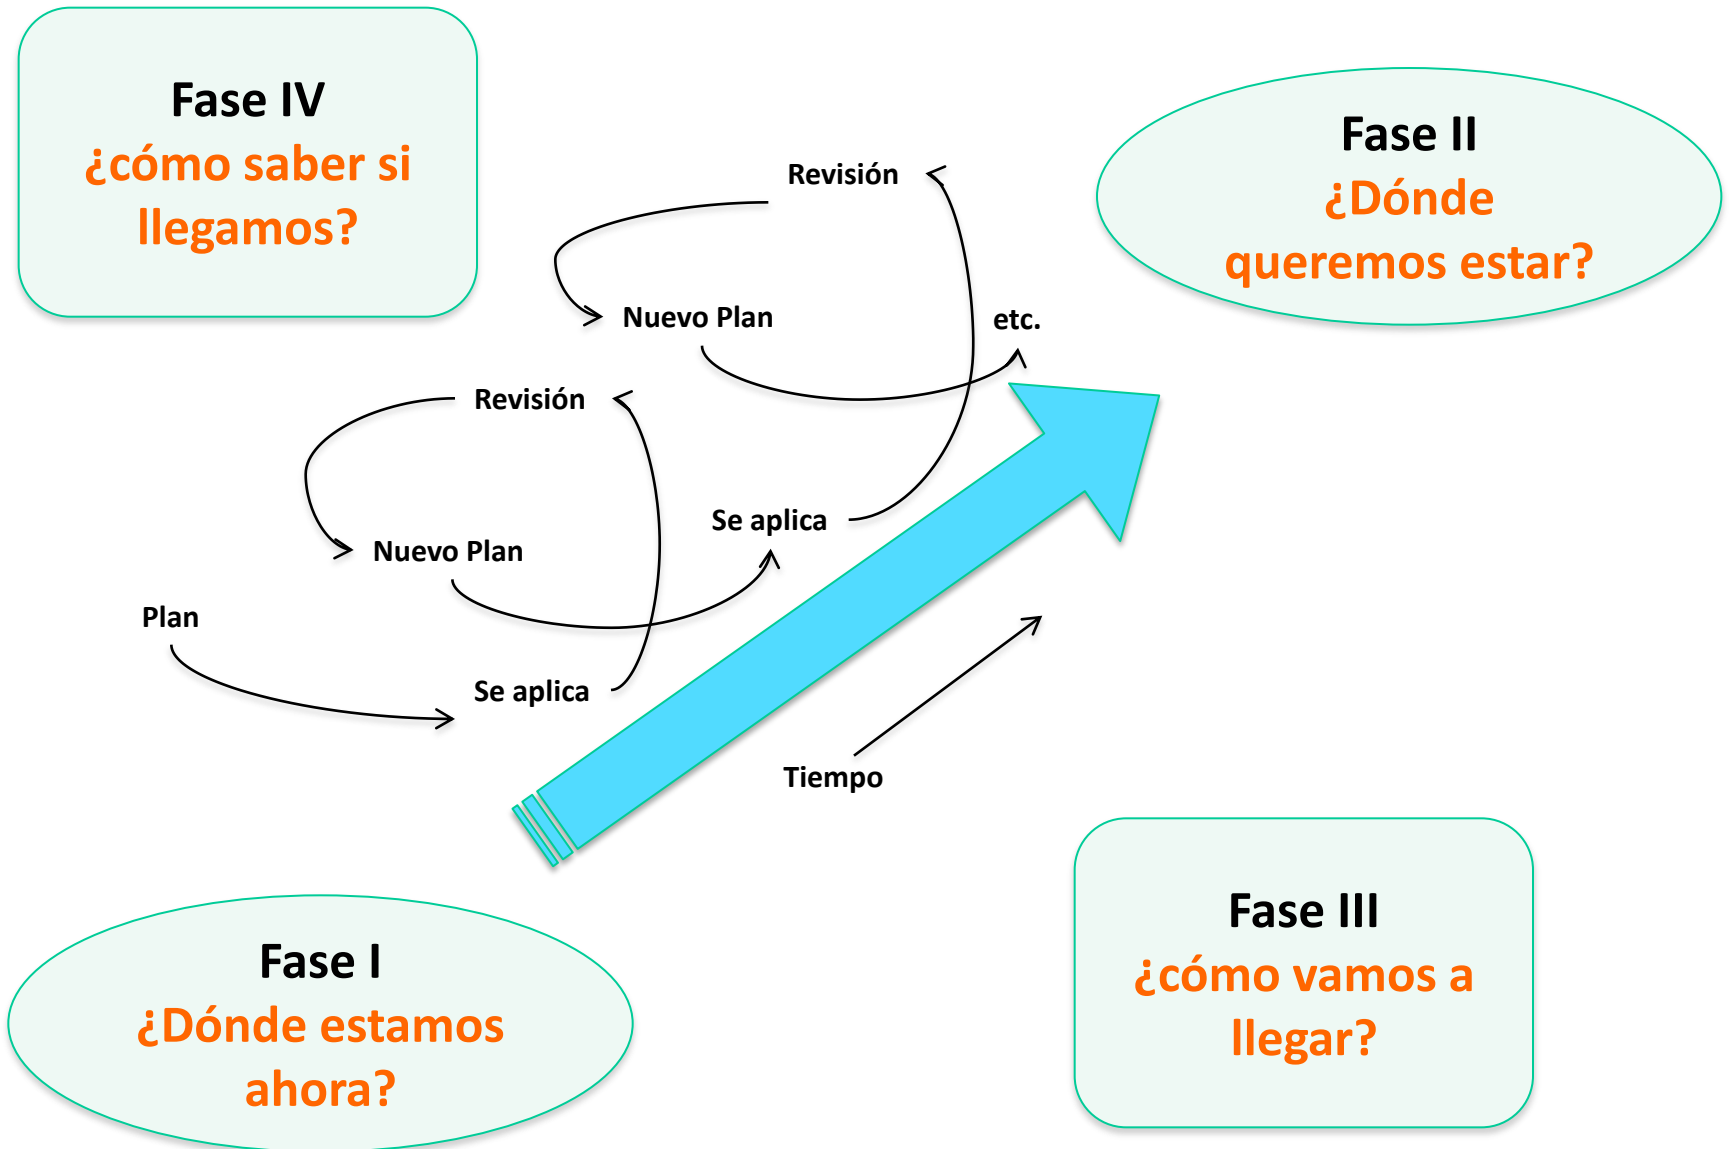 Fase IV
¿cómo saber si
llegamos?
Fase II
¿Dónde
queremos estar?
Revisión
Nuevo Plan
etc.
Revisión
Se aplica
Nuevo Plan
Plan
Se aplica
Tiempo
Fase III
¿cómo vamos a
llegar?
Fase I
¿Dónde estamos
ahora?